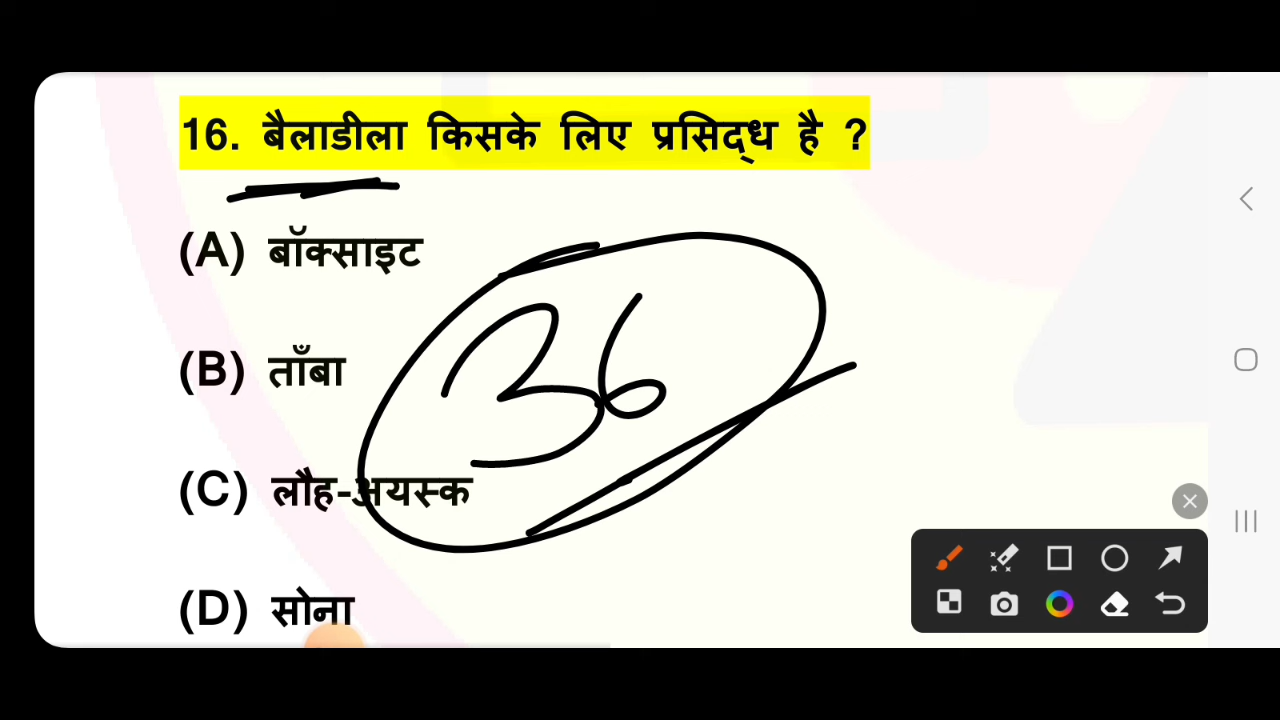 16. बैलाडीला किसके लिए प्रसिद्ध है ?
(A) बॉक्साइट
36
(B) ताँबा
(C) लौह-अयस्क
(D) सोना